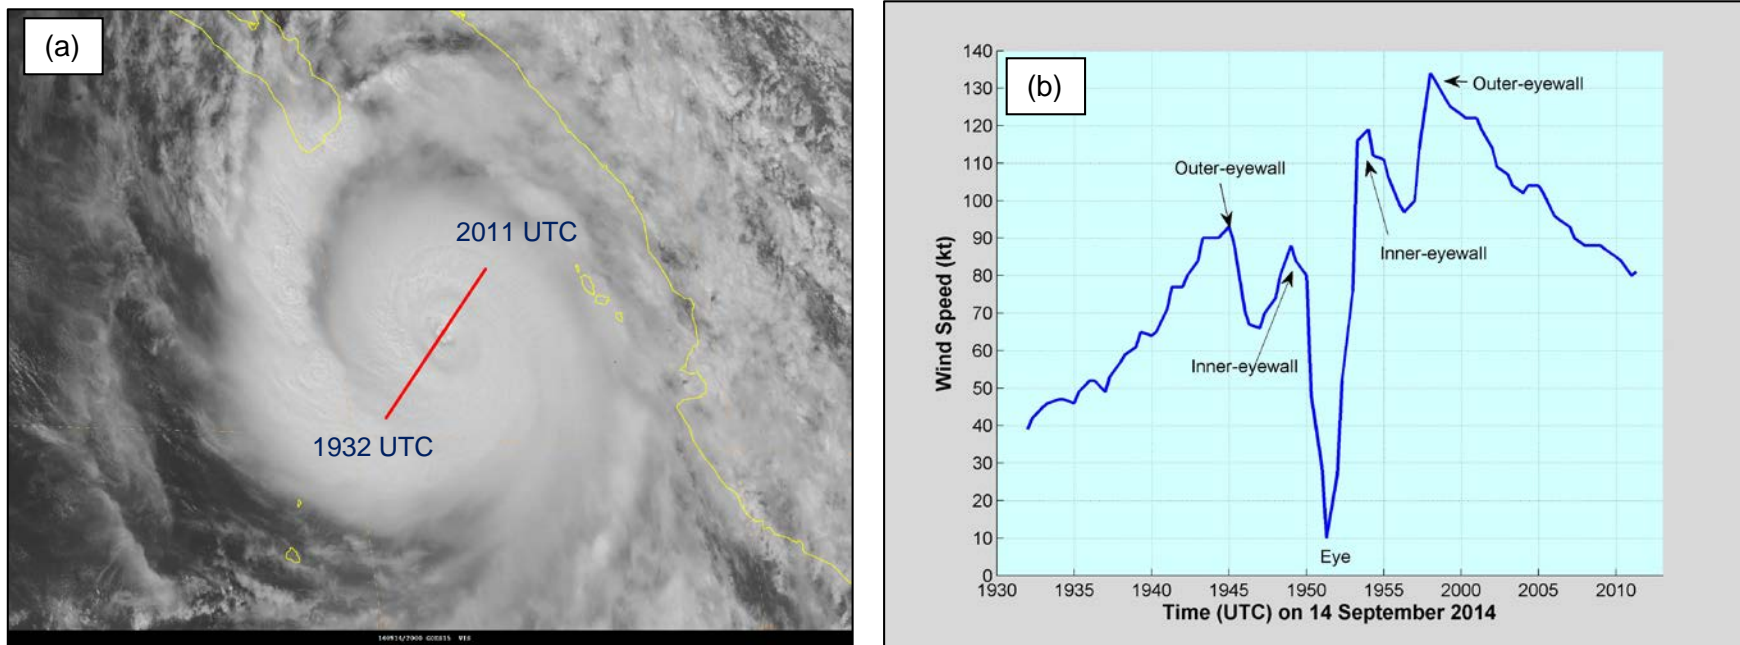 (a)
2011 UTC
1932 UTC
(b)
Wind Speed (kt)
140
130
120
110
100
90
80
70
60
50
40
30
20
10
0
Outer-eyewall
Outer-eyewall
Inner-eyewall
Inner-eyewall
Eye
1930 1935 1940 1945 1950 1955 2000 2005 2010
Time (UTC) on 14 September 2014